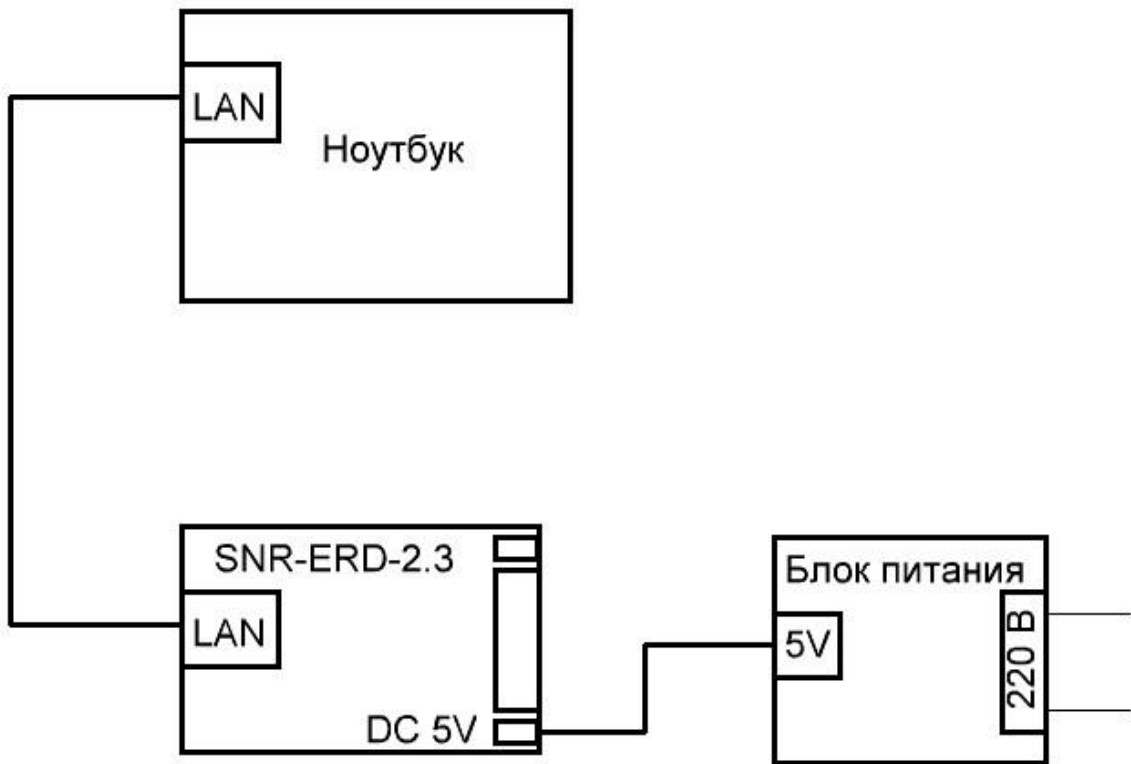 LAN
Ноутбук
SNR-ERD-2.3
LAN
DC 5V
Блок питания
5V
220 В